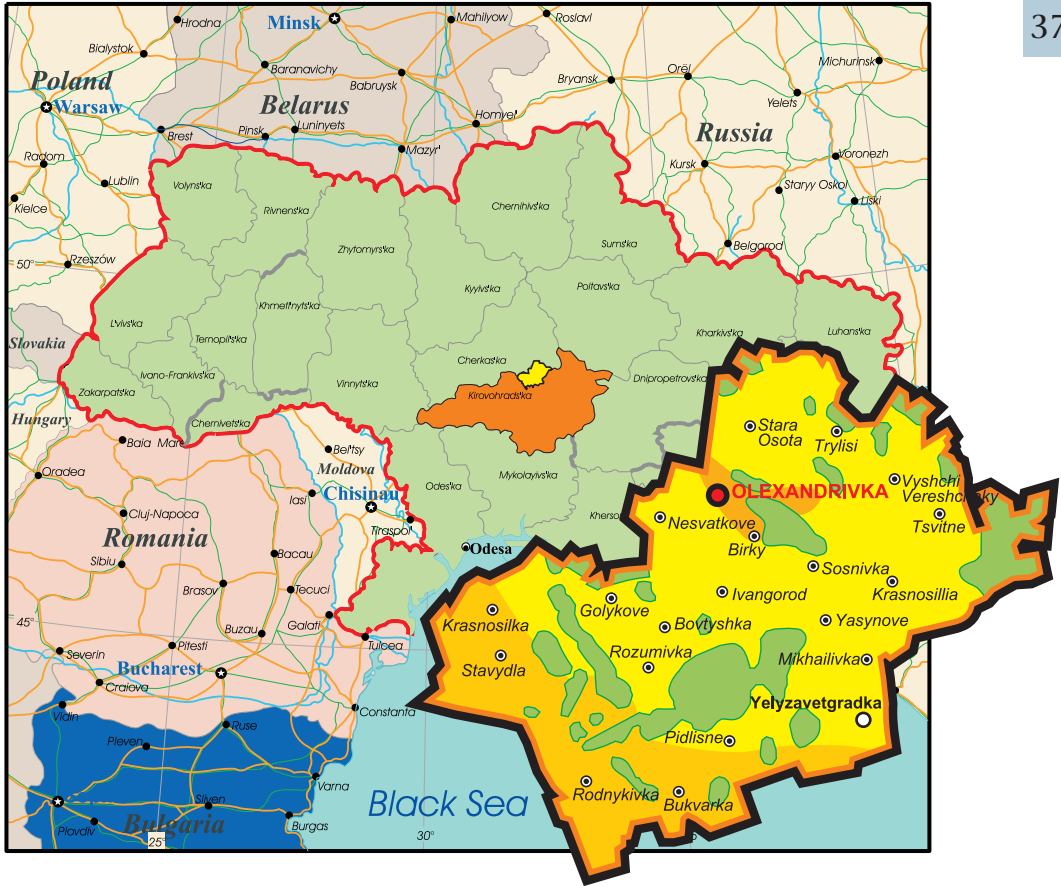 37
Hrodna
Minsk
Mahilyow
Roslavl
Bialystok
Baranavichy
Babruysk
Bryansk
Orël
Michurinsk
Poland
Warsaw
Belarus
Homyel'
Yelets
Russia
Brest
Pinsk
Luninyets
Mazyr'
Radom
Lublin
Kursk
Voronezh
Staryy Oskol
Liski
Kielce
Volyns'ka
Rivnens'ka
Chernihivs'ka
Rzeszów
Zhytomyrs'ka
Sums'ka
Belgorod
50°
Kyyivs'ka
Poltavs'ka
L'vivs'ka
Khmel'nyts'ka
Ternopil's'ka
Kharkivs'ka
Luhans'ka
Slovakia
Cherkas'ka
Ivano-Frankivs'ka
Vinnyts'ka
Dnipropetrovs'ka
Zakarpats'ka
Kirovohrads'ka
Hungary
Chernivets'ka
Baia Mare
Bel'tsy
Moldova
Oradea
Odes'ka
Mykolayivs'ka
Iasi
Chisinau
Cluj-Napoca
Tiraspol'
Romania
Odesa
Sibiu
Bacau
Brasov
Tecuci
45°
Buzau
Galati
Pitesti
Severin
Tulcea
Bucharest
Craiova
Constanta
Vidin
Ruse
Pleven
Varna
Sliven
Black Sea
Plovdiv
Bulgaria
Burgas
25°
30°
Stara
Osota
Trylisi
OLEXANDRIVKA
Vyshchi
Tsvitne
Nesvatkove
Birky
Sosnivka
Ivangorod
Krasnosillia
Golykove
Krasnosilka
Bovtyshka
Yasynove
Stavydla
Rozumivka
Mikhailivka
Yelyzavetgradka
Pidlisne
Rodnykivka
Bukvarka